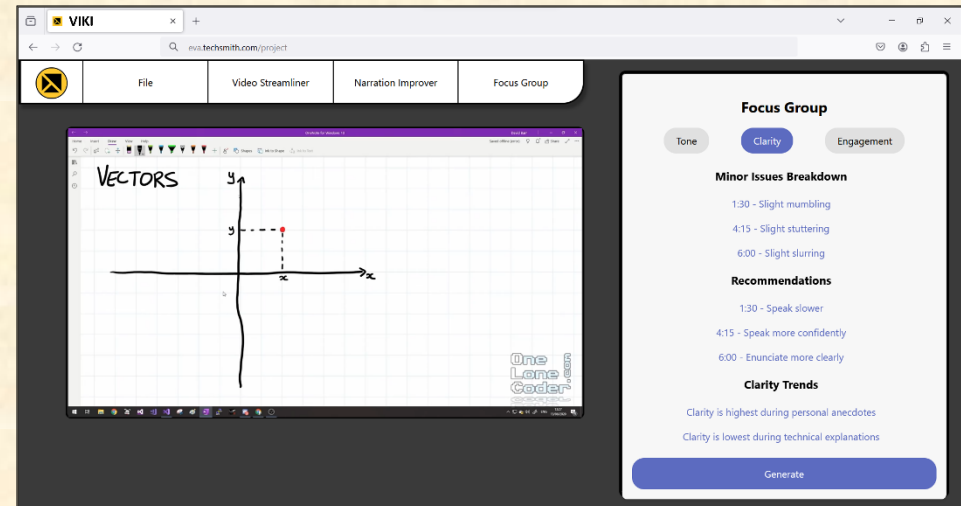 VIKI
eva.techsmith.com/project
File
Video Streamliner
Narration Improver
Focus Group
VECTORS
y
y
x
x
One
Lone
Coder
.com
Focus Group
Tone
Clarity
Engagement
Minor Issues Breakdown
1:30 - Slight mumbling
4:15 - Slight stuttering
6:00 - Slight slurring
Recommendations
1:30 - Speak slower
4:15 - Speak more confidently
6:00 - Enunciate more clearly
Clarity Trends
Clarity is highest during personal anecdotes
Clarity is lowest during technical explanations
Generate